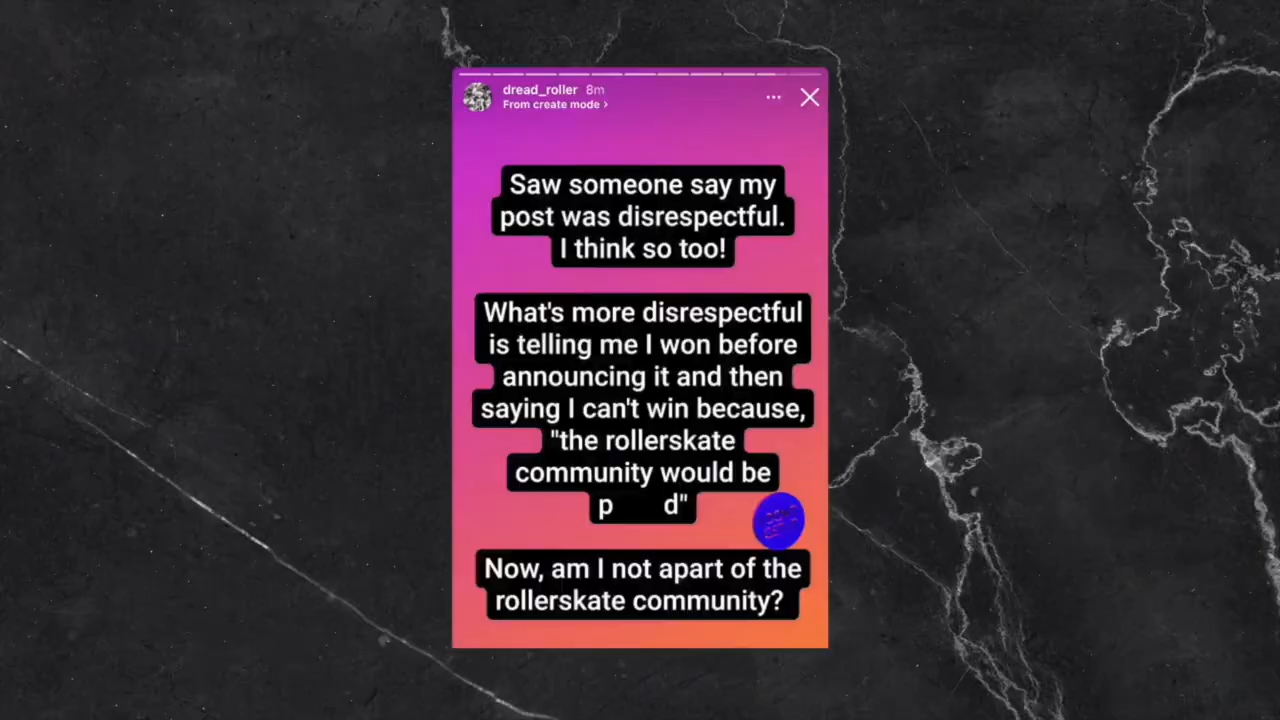 dread_roller 8m
From create mode ›
Saw someone say my
post was disrespectful.
I think so too!
What's more disrespectful
is telling me I won before
announcing it and then
saying I can't win because,
"the rollerskate
community would be
p d"
Now, am I not apart of the
rollerskate community?